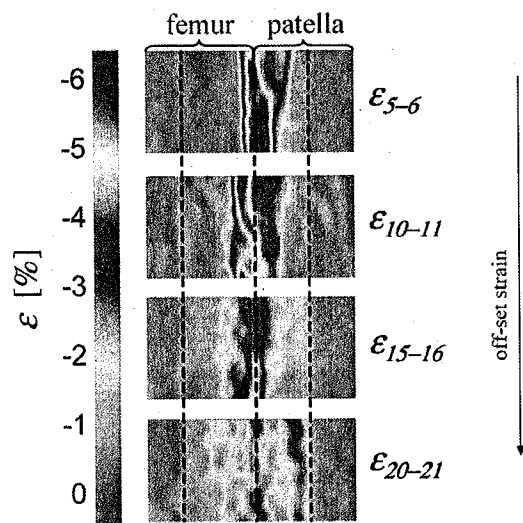 femur patella
-6
-5
-4
-3
-2
-1
0
ε [%]
ε5–6
ε10–11
ε15–16
ε20–21
off-set strain